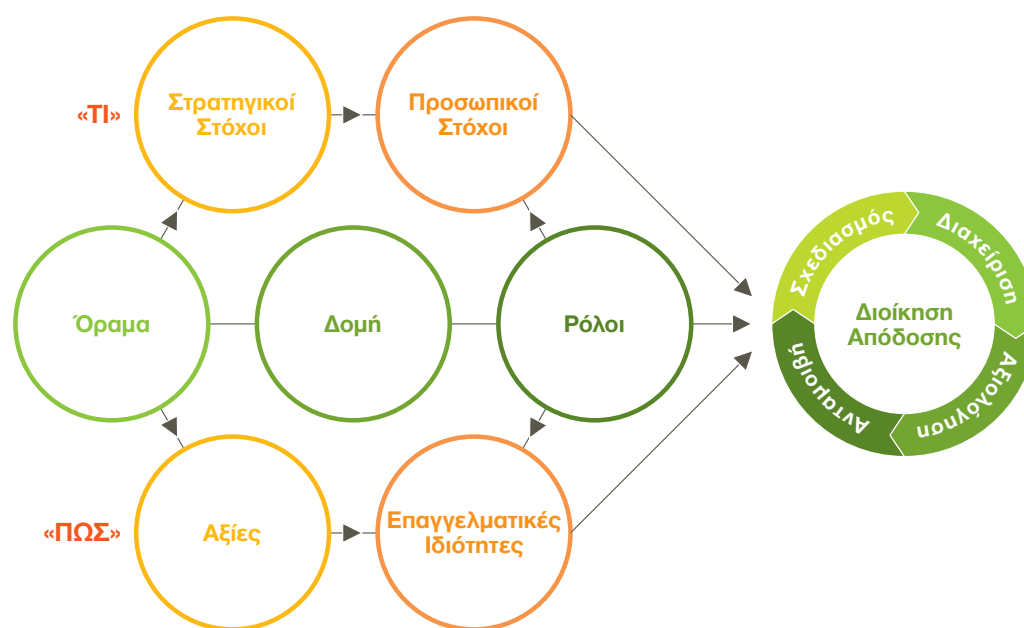 «ΤΙ»
Στρατηγικοί
Στόχοι
Προσωπικοί
Στόχοι
Όραμα
Δομή
Ρόλοι
«ΠΩΣ»
Αξίες
Επαγγελματικές
Ιδιότητες
Σχεδιασμός
Διαχείριση
Αξιολόγηση
Ανταμοιβή
Διοίκηση
Απόδοσης